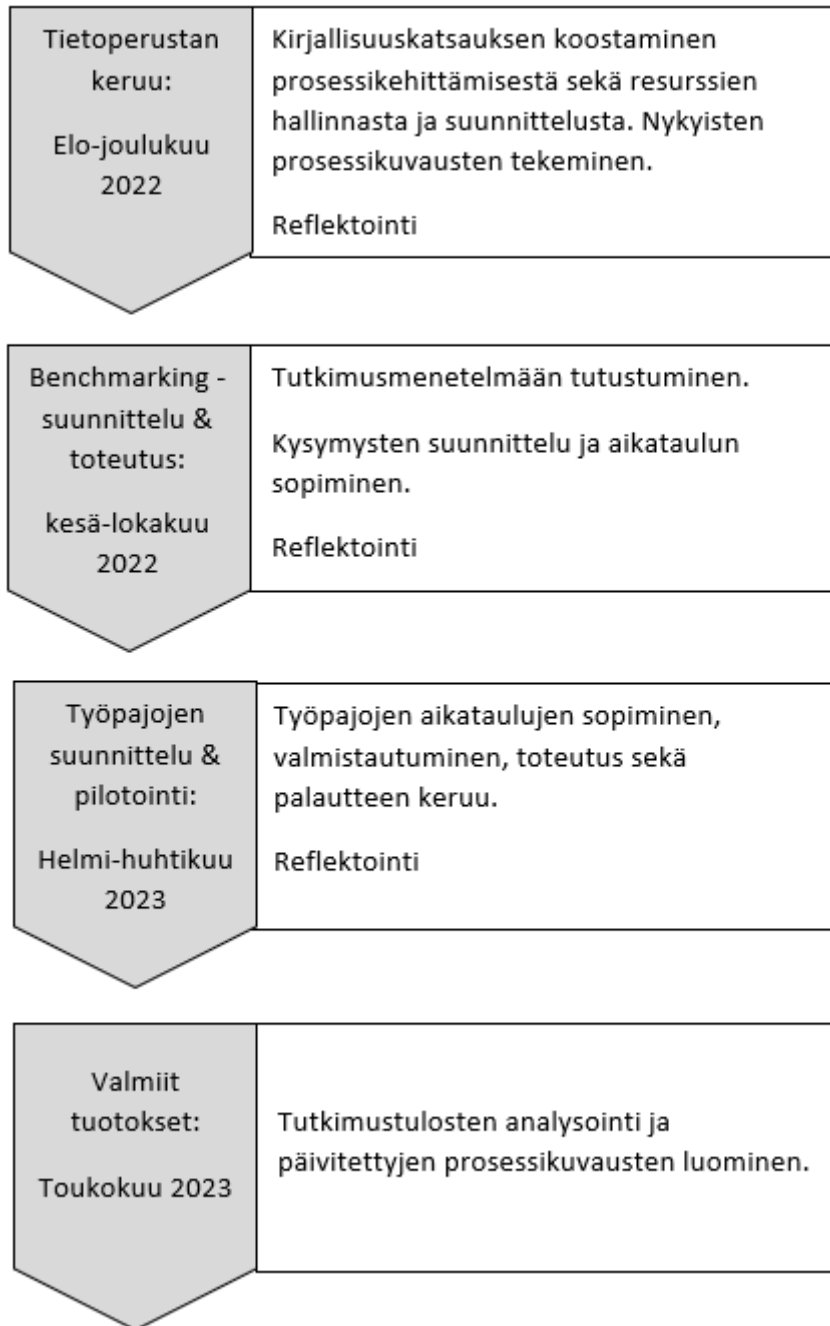 Tietoperustan
keruu:
Elo-joulukuu
2022
Kirjallisuuskatsauksen koostaminen
prosessikehittämisestä sekä resurssien
hallinnasta ja suunnittelusta. Nykyisten
prosessikuvausten tekeminen.
Reflektointi
Benchmarking -
suunnittelu &
toteutus:
kesä-lokakuu
2022
Tutkimusmenetelmään tutustuminen.
Kysymysten suunnittelu ja aikataulun
sopiminen.
Reflektointi
Työpajojen
suunnittelu &
pilotointi:
Helmi-huhtikuu
2023
Työpajojen aikataulujen sopiminen,
valmistautuminen, toteutus sekä
palautteen keruu.
Reflektointi
Valmiit
tuotokset:
Toukokuu 2023
Tutkimustulosten analysointi ja
päivitettyjen prosessikuvausten luominen.